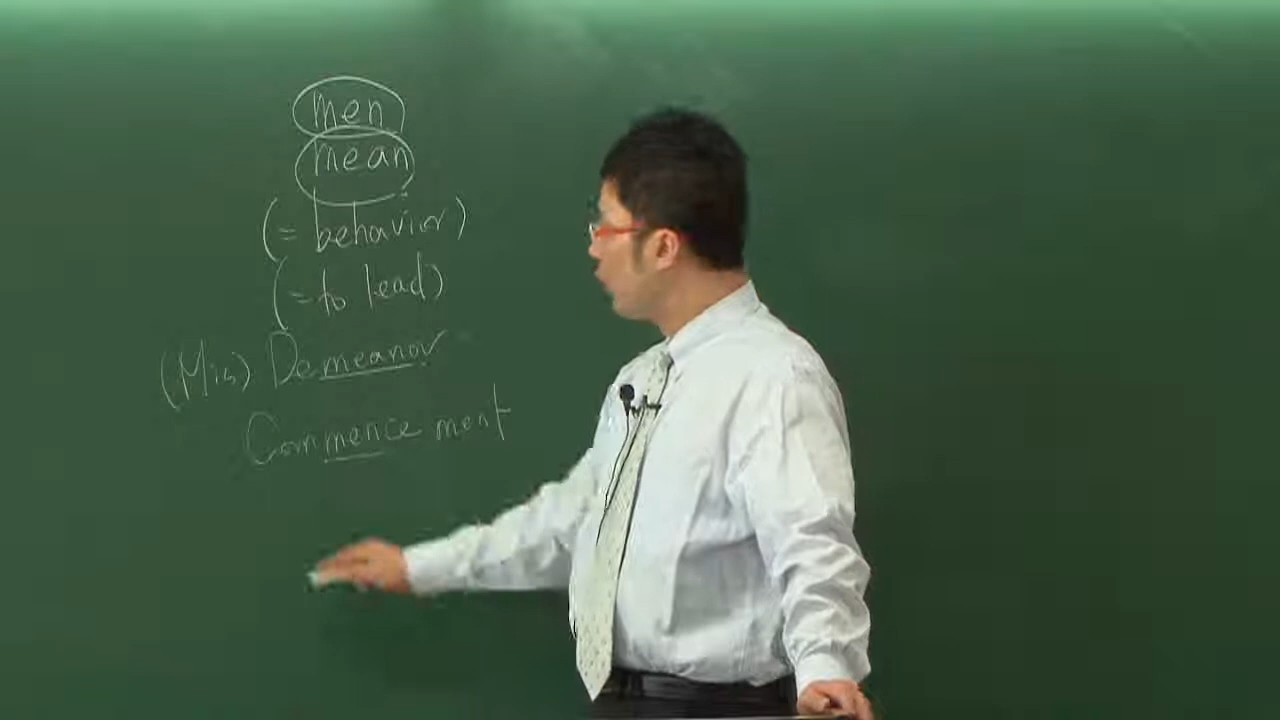 men
mean
(= behavior)
(= to lead)
(Mis) Demeanor
Commencement